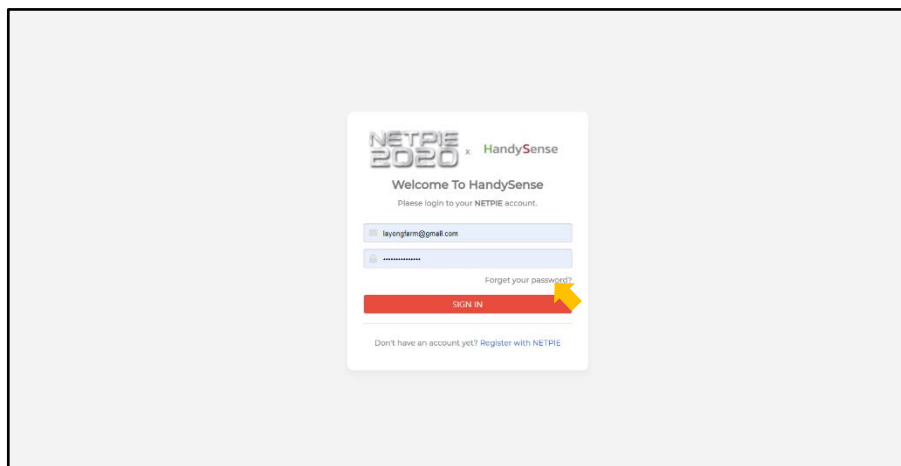 NETPIE
2020 x HandySense
Welcome To HandySense
Plaese login to your NETPIE account.
layongfarm@gmail.com
Forget your password?
SIGN IN
Don't have an account yet? Register with NETPIE